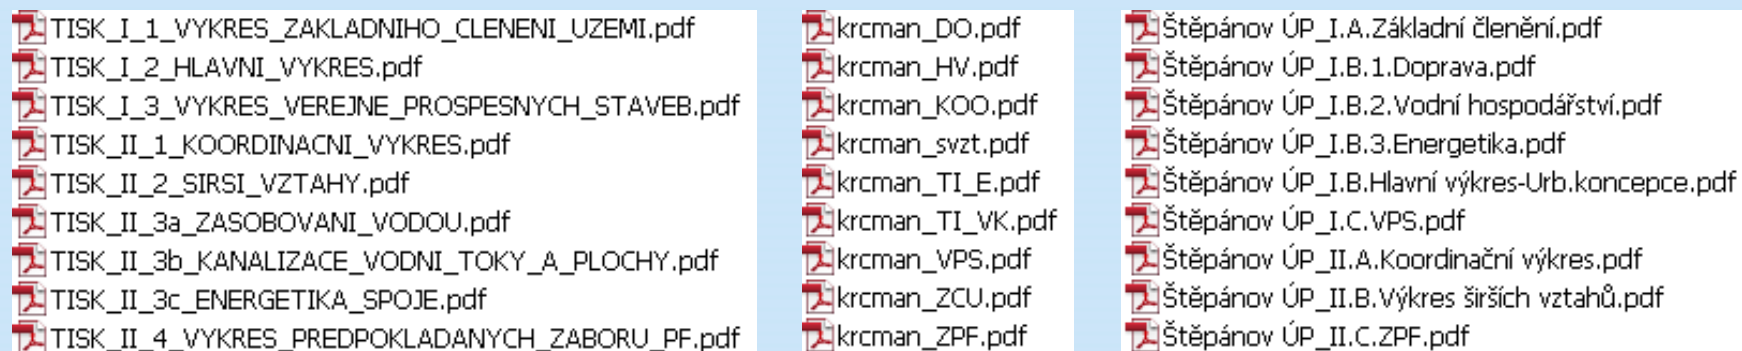 TISK_I_1_VYKRES_ZAKLADNIHO_CLENENI_UZEMI.pdf
TISK_I_2_HLAVNI_VYKRES.pdf
TISK_I_3_VYKRES_VEREJNE_PROSPESNYCH_STAVEB.pdf
TISK_II_1_KOORDINACNI_VYKRES.pdf
TISK_II_2_SIRSI_VZTAHY.pdf
TISK_II_3a_ZASOBOVANI_VODOU.pdf
TISK_II_3b_KANALIZACE_VODNI_TOKY_A_PLOCHY.pdf
TISK_II_3c_ENERGETIKA_SPOJE.pdf
TISK_II_4_VYKRES_PREDPOKLADANYCH_ZABORU_PF.pdf
krcman_DO.pdf
krcman_HV.pdf
krcman_KOO.pdf
krcman_svzt.pdf
krcman_TI_E.pdf
krcman_TI_VK.pdf
krcman_VPS.pdf
krcman_ZCU.pdf
krcman_ZPF.pdf
Štěpánov ÚP_I.A.Základní členění.pdf
Štěpánov ÚP_I.B.1.Doprava.pdf
Štěpánov ÚP_I.B.2.Vodní hospodářství.pdf
Štěpánov ÚP_I.B.3.Energetika.pdf
Štěpánov ÚP_I.B.Hlavní výkres-Urb.koncepce.pdf
Štěpánov ÚP_I.C.VPS.pdf
Štěpánov ÚP_II.A.Koordinační výkres.pdf
Štěpánov ÚP_II.B.Výkres širších vztahů.pdf
Štěpánov ÚP_II.C.ZPF.pdf